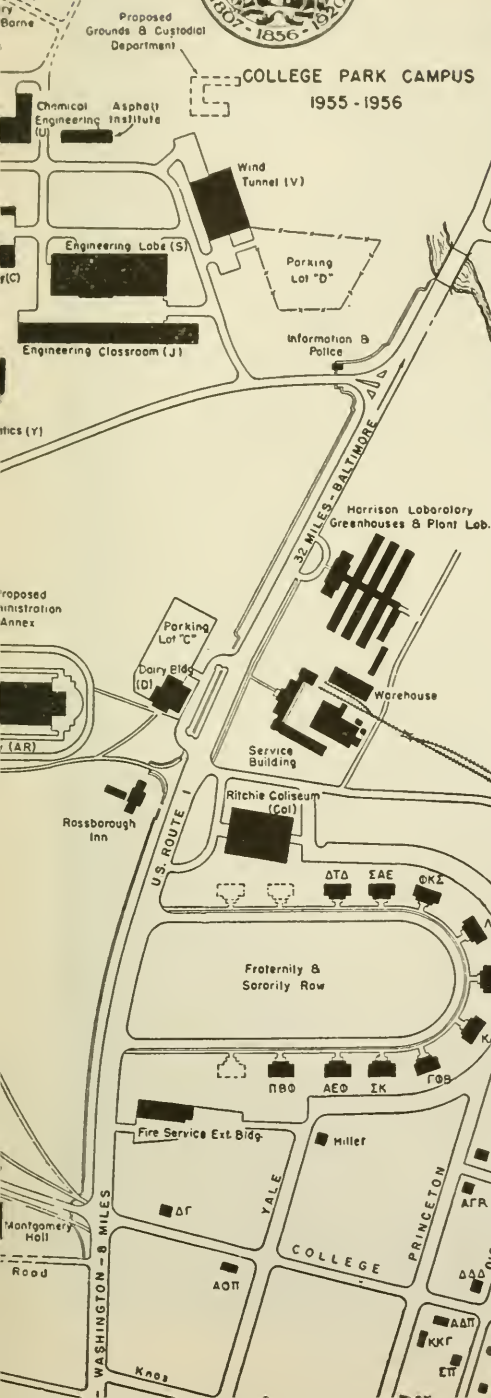 1807-1856-1920
Proposed
Grounds & Custodial
Department
COLLEGE PARK CAMPUS
1955-1956
Chemical
Engineering
(U)
Asphalt
Institute
Wind
Tunnel (V)
Engineering Labs (S)
Parking
Lot "D"
(C)
Engineering Classroom (J)
Information &
Police
(Y)
32 MILES-BALTIMORE
Harrison Laboratory
Greenhouses & Plant Lab.
Proposed
Annex
Parking
Lot "C"
Dairy Bldg
(D)
(AR)
Warehouse
Service
Building
Rossborough
Inn
U.S. ROUTE 1
Ritchie Coliseum
(Col)
ΔΤΔ
ΣΑΕ
ΦΚΣ
Fraternity &
Sorority Row
ΠΒΦ
ΑΕΦ
ΣΚ
ΓΦΒ
Fire Service Ext. Bldg.
Miller
WASHINGTON-8 MILES
ΔΓ
YALE
PRINCETON
ΑΓΡ
Montgomery
Hall
Road
COLLEGE
ΑΟΠ
ΔΔΔ
ΑΔΠ
ΚΚΓ
ΣΠ
Knox